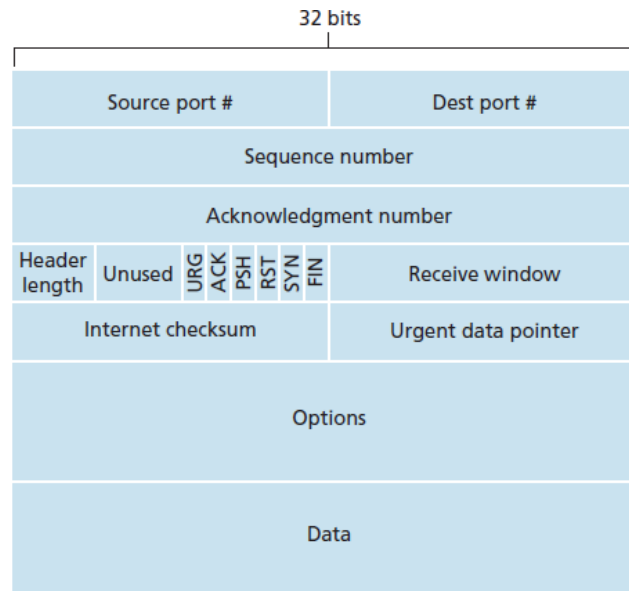 32 bits
Source port #
Dest port #
Sequence number
Acknowledgment number
Header
length
Unused
URG
ACK
PSH
RST
SYN
FIN
Receive window
Internet checksum
Urgent data pointer
Options
Data